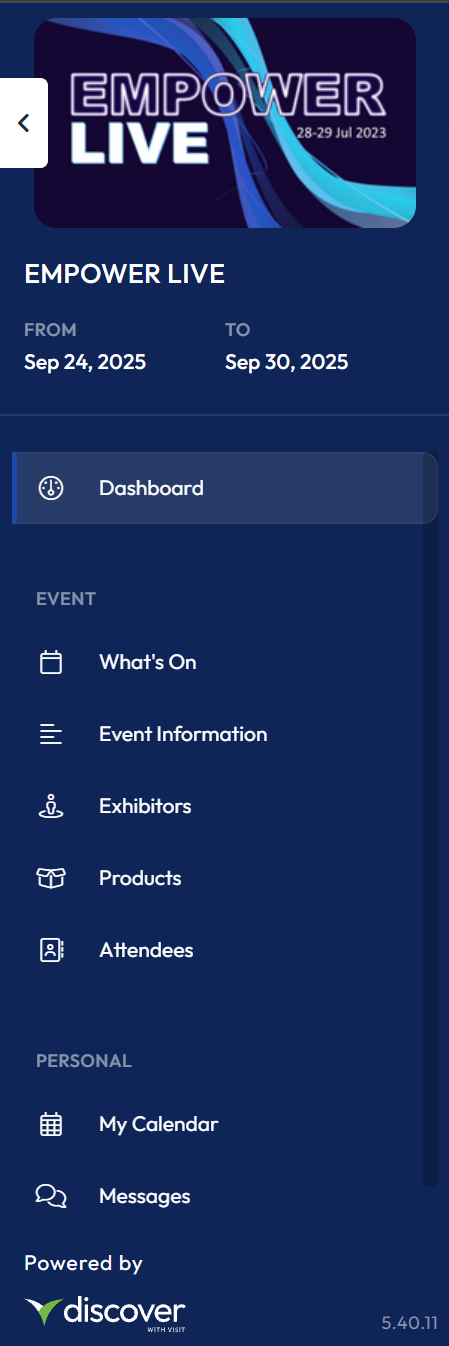 EMPOWER
LIVE
28-29 Jul 2023
EMPOWER LIVE
FROM
TO
Sep 24, 2025
Sep 30, 2025
Dashboard
EVENT
What's On
Event Information
Exhibitors
Products
Attendees
PERSONAL
My Calendar
Messages
Powered by
discover
WITH VISIT
5.40.11